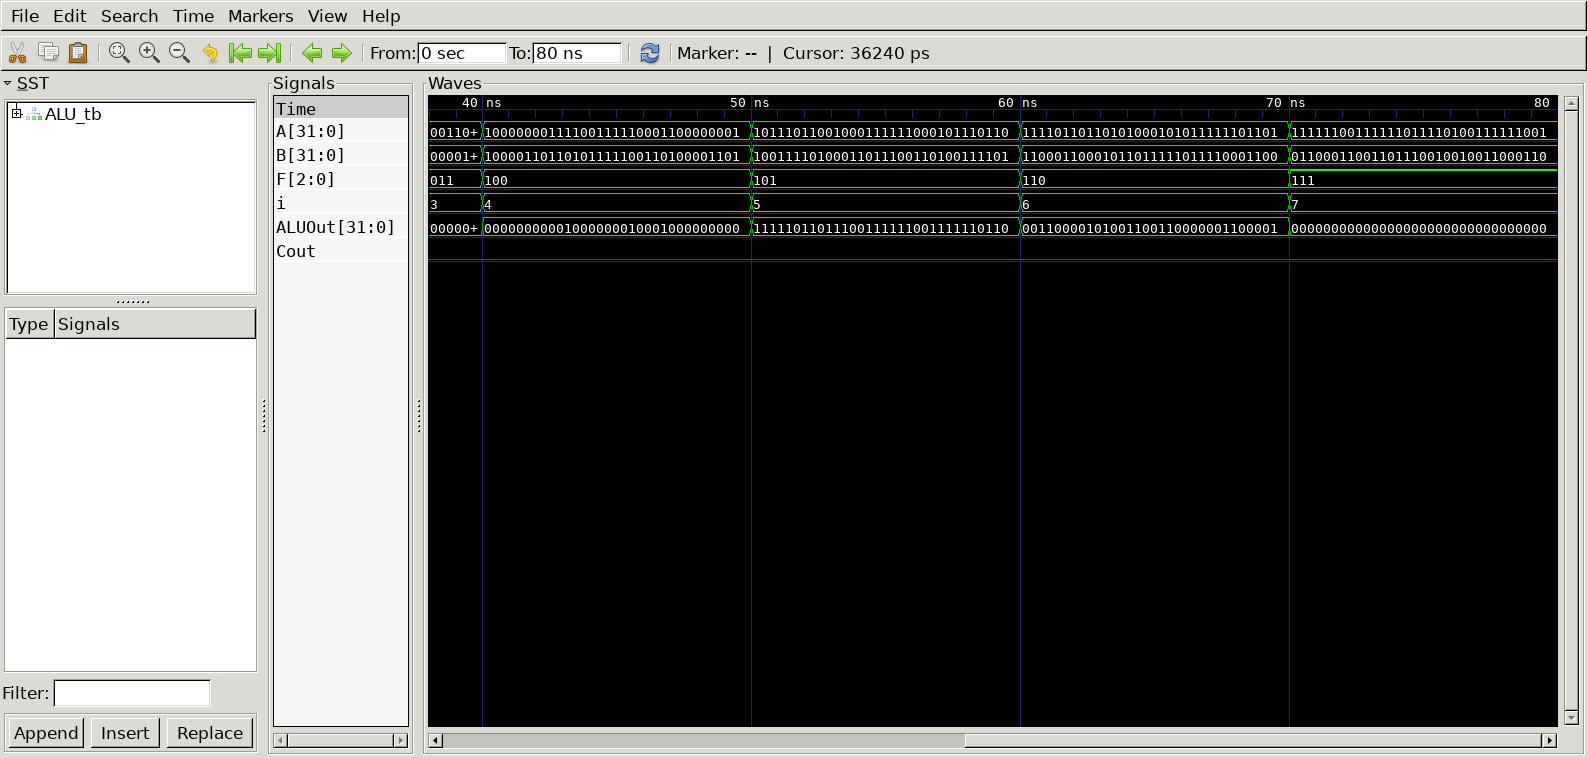 File Edit Search Time Markers View Help
From: 0 sec To: 80 ns Marker: -- | Cursor: 36240 ps
SST Signals Waves
40 ns 50 ns 60 ns 70 ns 80
ALU_tb
Time
A[31:0] 00110+ 10000000111100111110001100000001 10111011001000111111000101110110 11110110110101000101011111101101 11111100111111011110100111111001
B[31:0] 00001+ 10000110110101111100110100001101 10011110100011011100110100111101 11000110001011011111011110001100 01100011001101110010010011000110
F[2:0] 011 100 101 110 111
i 3 4 5 6 7
ALUOut[31:0] 00000+ 00000000001000000010001000000000 11111011011100111111001111110110 00110000101001100110000001100001 00000000000000000000000000000000
Cout
Type Signals
Filter:
Append Insert Replace